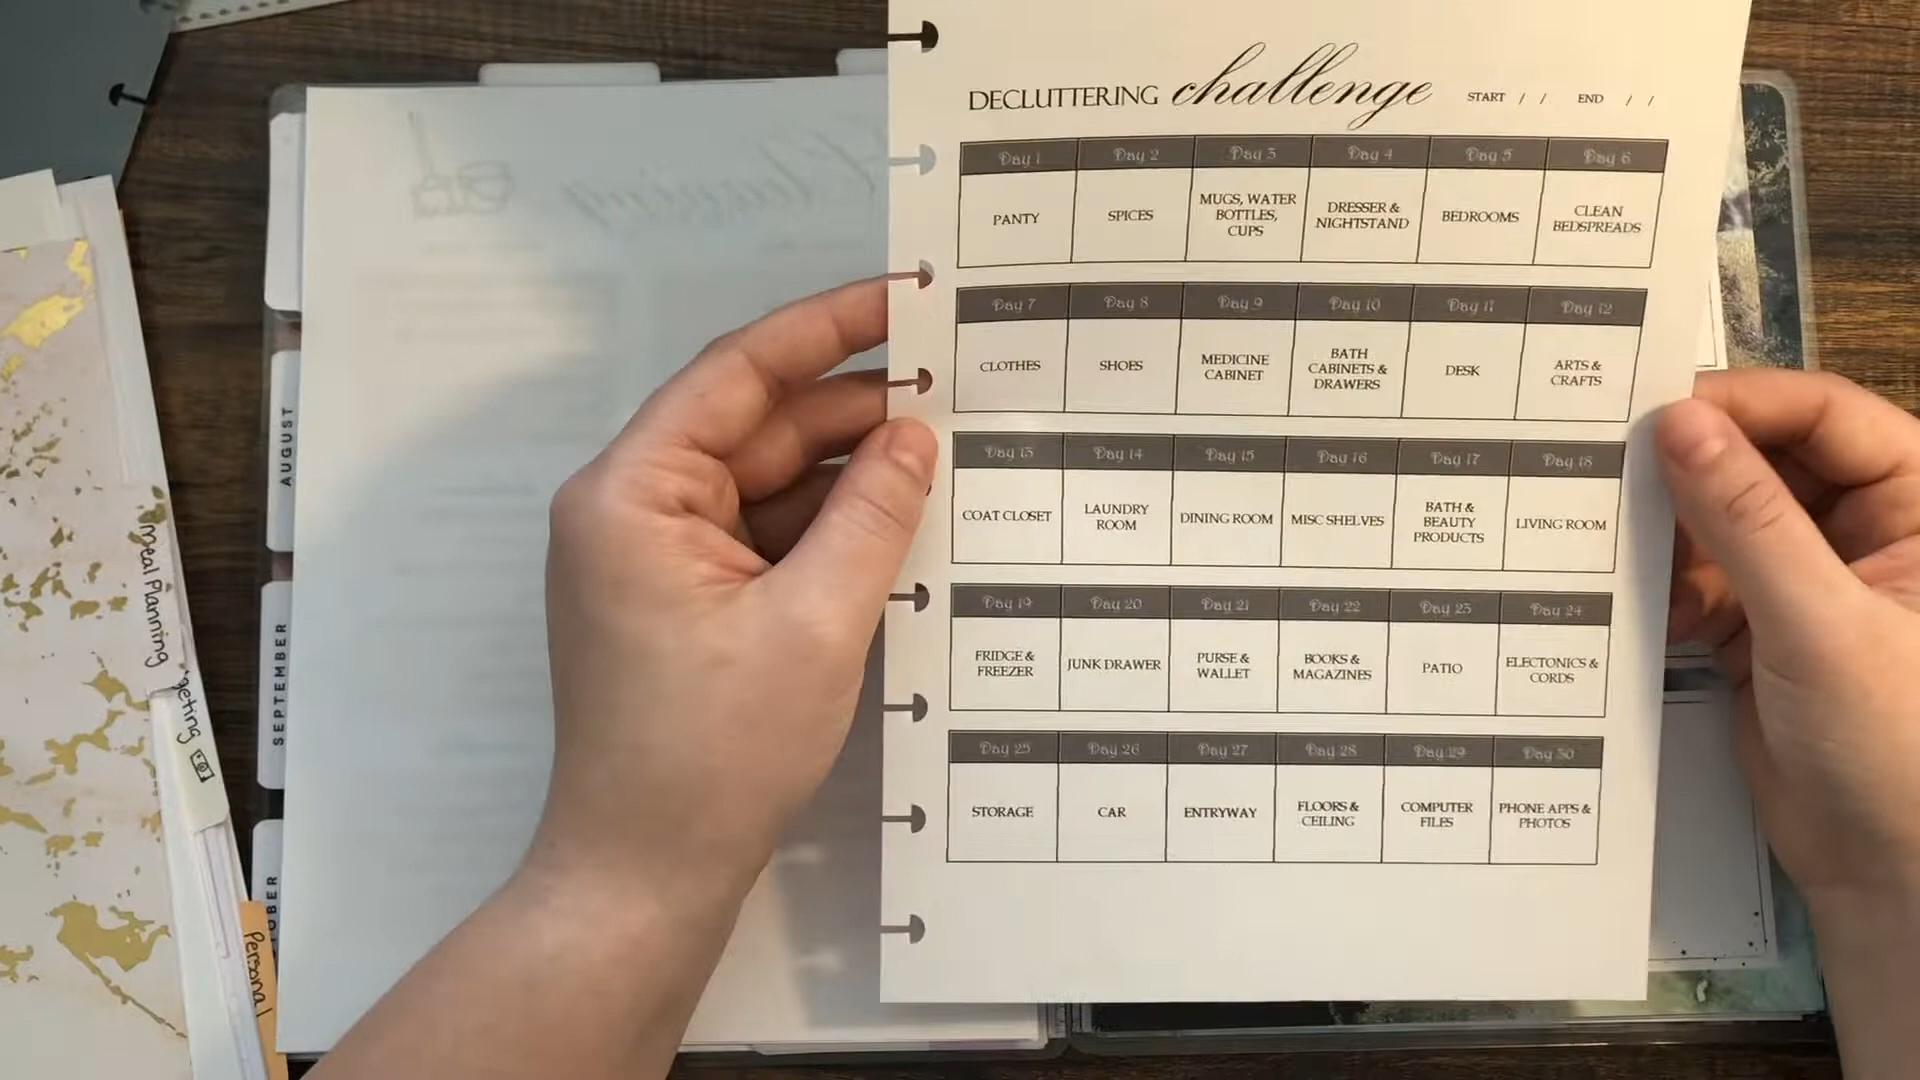 DECLUTTERING challenge START / / END / /
Day 1 Day 2 Day 3 Day 4 Day 5 Day 6
PANTY
SPICES
MUGS, WATER
BOTTLES,
CUPS
DRESSER &
NIGHTSTAND
BEDROOMS
CLEAN
BEDSPREADS
Day 7 Day 8 Day 9 Day 10 Day 11 Day 12
CLOTHES
SHOES
MEDICINE
CABINET
BATH
CABINETS &
DRAWERS
DESK
ARTS &
CRAFTS
Day 13 Day 14 Day 15 Day 16 Day 17 Day 18
COAT CLOSET
LAUNDRY
ROOM
DINING ROOM
MISC SHELVES
BATH &
BEAUTY
PRODUCTS
LIVING ROOM
Day 19 Day 20 Day 21 Day 22 Day 23 Day 24
FRIDGE &
FREEZER
JUNK DRAWER
PURSE &
WALLET
BOOKS &
MAGAZINES
PATIO
ELECTONICS &
CORDS
Day 25 Day 26 Day 27 Day 28 Day 29 Day 30
STORAGE
CAR
ENTRYWAY
FLOORS &
CEILING
COMPUTER
FILES
PHONE APPS &
PHOTOS
AUGUST
SEPTEMBER
Meal Planning
Personal